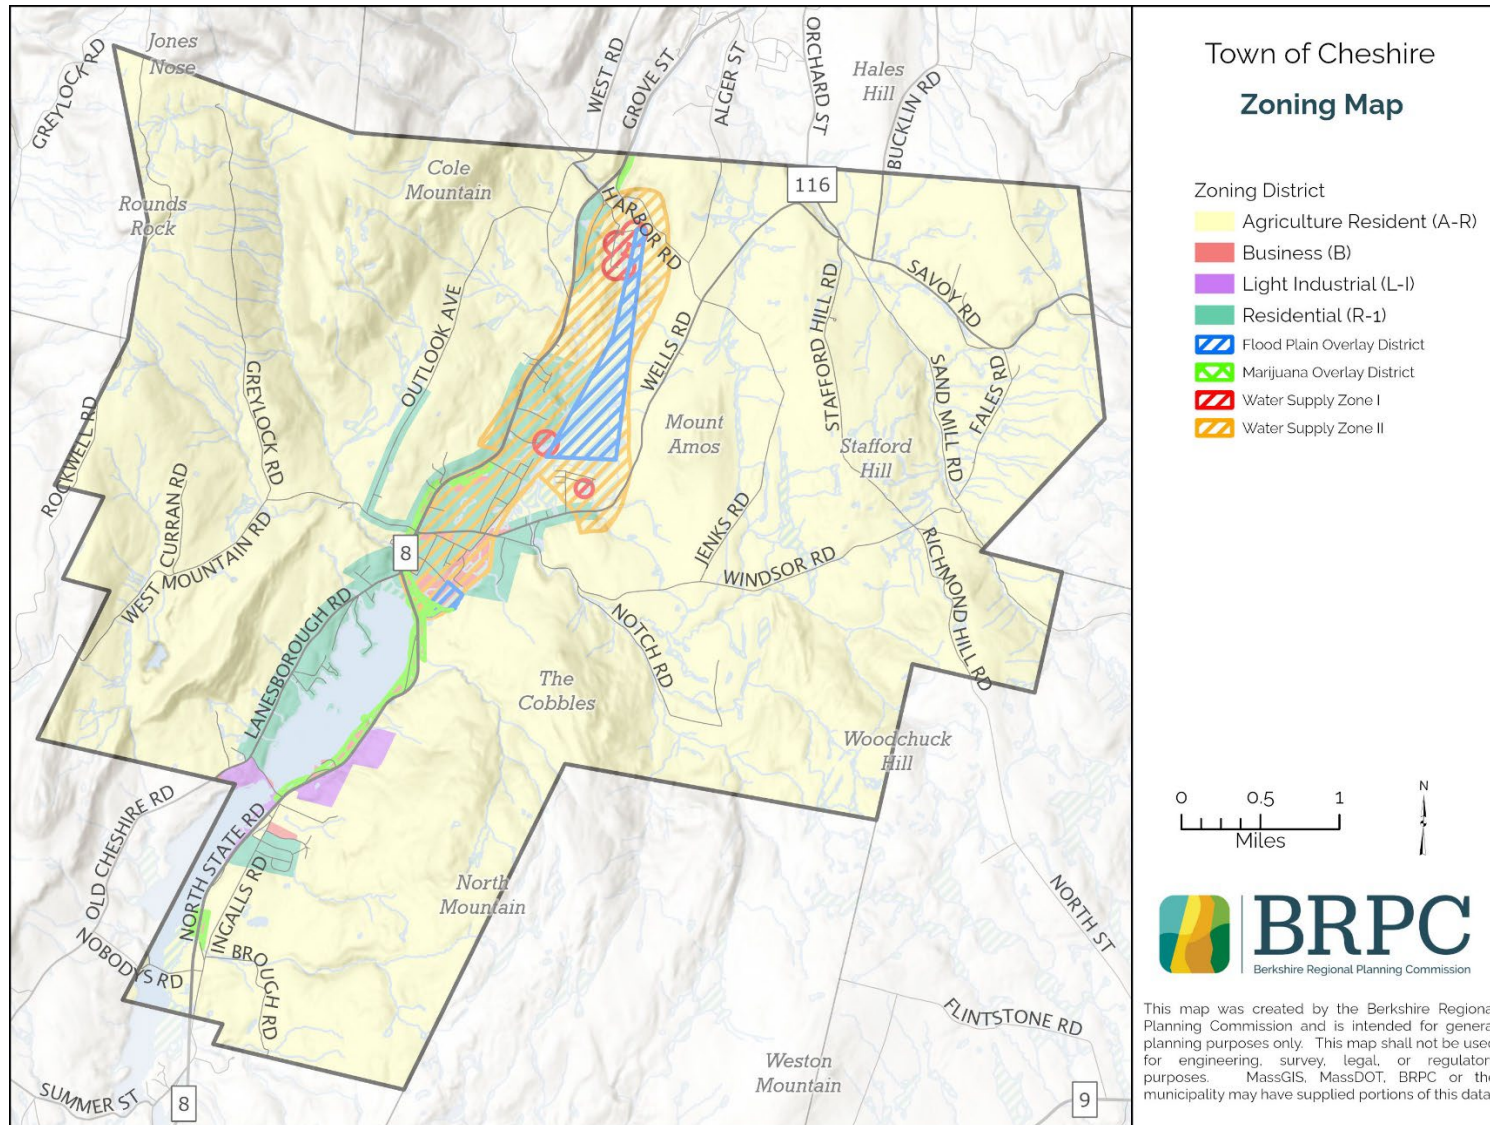 Town of Cheshire
Zoning Map
Zoning District
Agriculture Resident (A-R)
Business (B)
Light Industrial (L-I)
Residential (R-1)
Flood Plain Overlay District
Marijuana Overlay District
Water Supply Zone I
Water Supply Zone II
0 0.5 1
Miles
N
BRPC
Berkshire Regional Planning Commission
This map was created by the Berkshire Regiona
Planning Commission and is intended for genera
planning purposes only. This map shall not be used
for engineering, survey, legal, or regulator
purposes. MassGIS, MassDOT, BRPC or the
municipality may have supplied portions of this data
Jones
Nose
GREYLOCK RD
WEST RD
GROVE ST
ALGER ST
ORCHARD ST
Hales
Hill
BUCKLIN RD
Cole
Mountain
116
Rounds
Rock
HARBOR RD
SAVOY RD
STAFFORD HILL RD
OUTLOOK AVE
WELLS RD
GREYLOCK RD
SAND MILL RD
FALES RD
Mount
Amos
Stafford
Hill
ROCKWELL RD
CURRAN RD
WEST MOUNTAIN RD
8
JENKS RD
WINDSOR RD
RICHMOND HILL RD
NOTCH RD
LANESBOROUGH RD
The
Cobbles
Woodchuck
Hill
OLD CHESHIRE RD
NORTH STATE RD
INGALLS RD
North
Mountain
NORTH ST
NOBODYS RD
BROUGH RD
FLINTSTONE RD
Weston
Mountain
SUMMER ST
8
9